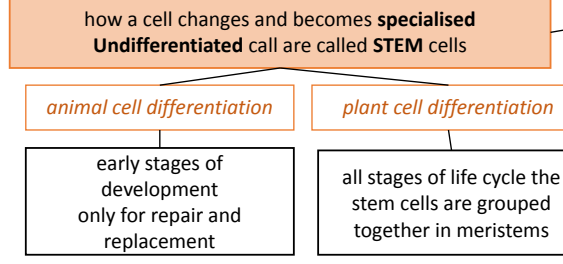 how a cell changes and becomes specialised
Undifferentiated call are called STEM cells
animal cell differentiation
plant cell differentiation
early stages of
development
only for repair and
replacement
all stages of life cycle the
stem cells are grouped
together in meristems